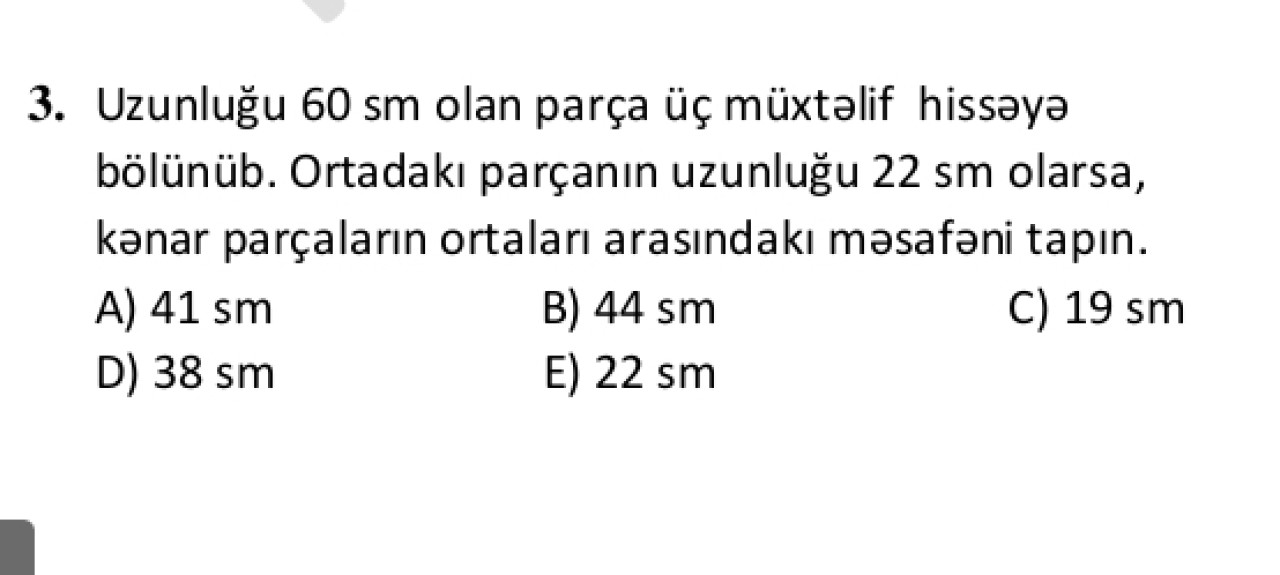 3. Uzunluğu 60 sm olan parça üç müxtəlif hissəyə
bölünüb. Ortadakı parçanın uzunluğu 22 sm olarsa,
kənar parçaların ortaları arasındakı məsafəni tapın.
A) 41 sm B) 44 sm C) 19 sm
D) 38 sm E) 22 sm